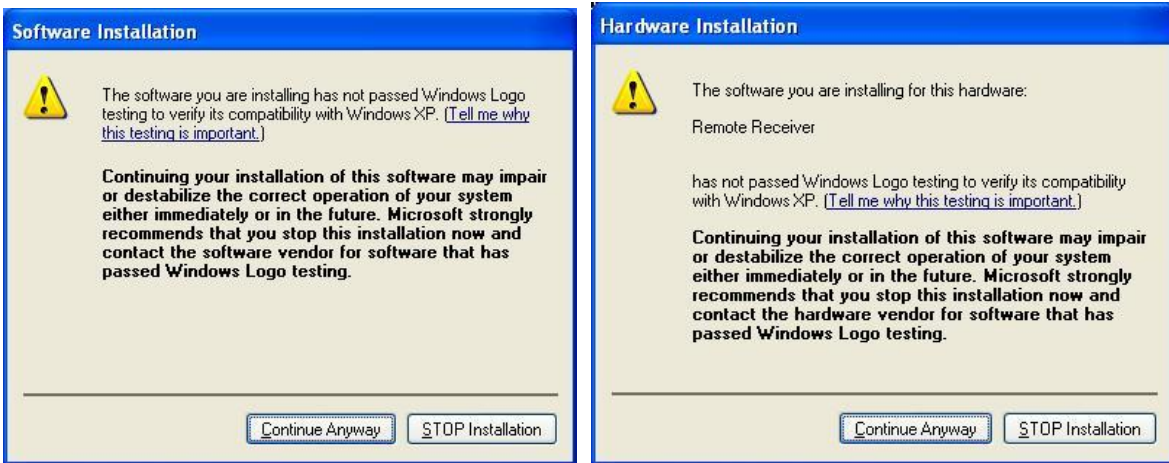 Software Installation
The software you are installing has not passed Windows Logo
testing to verify its compatibility with Windows XP. (Tell me why
this testing is important.)
Continuing your installation of this software may impair
or destabilize the correct operation of your system
either immediately or in the future. Microsoft strongly
recommends that you stop this installation now and
contact the software vendor for software that has
passed Windows Logo testing.
Continue Anyway
STOP Installation
Hardware Installation
The software you are installing for this hardware:
Remote Receiver
has not passed Windows Logo testing to verify its compatibility
with Windows XP. (Tell me why this testing is important.)
Continuing your installation of this software may impair
or destabilize the correct operation of your system
either immediately or in the future. Microsoft strongly
recommends that you stop this installation now and
contact the hardware vendor for software that has
passed Windows Logo testing.
Continue Anyway
STOP Installation